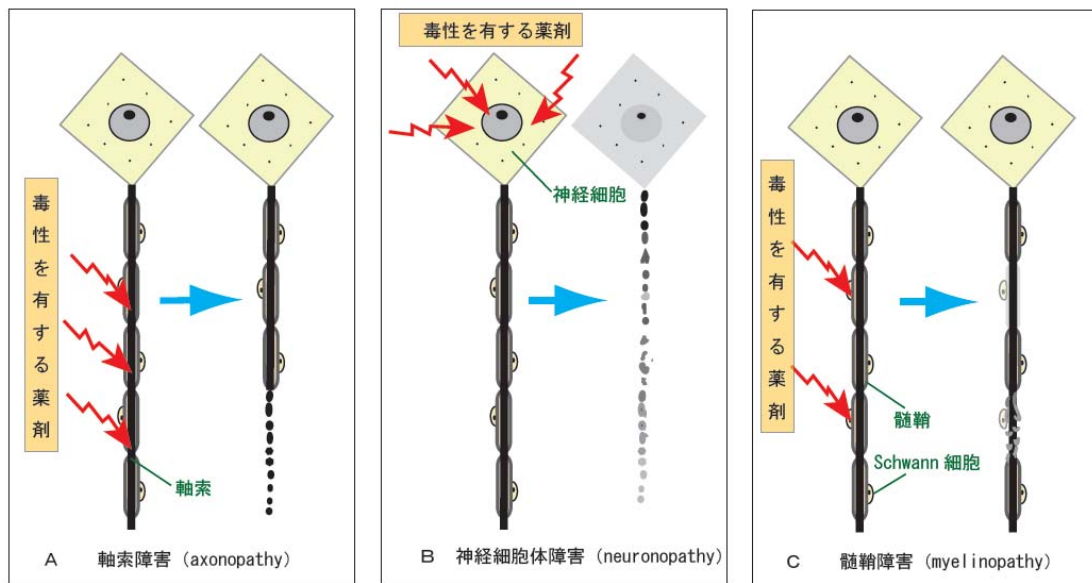 毒性を有する薬剤
軸索
A 軸索障害 (axonopathy)
毒性を有する薬剤
神経細胞
B 神経細胞体障害 (neuronopathy)
毒性を有する薬剤
髄鞘
Schwann 細胞
C 髄鞘障害 (myelinopathy)